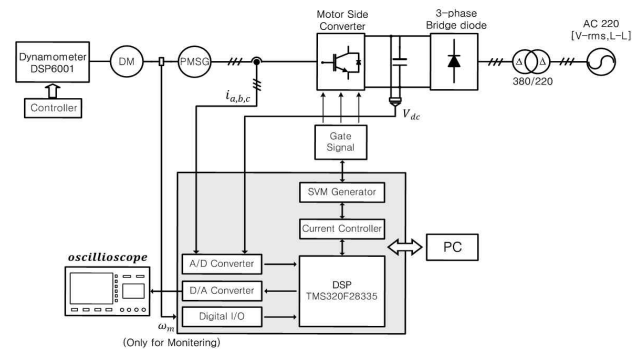 Motor Side
Converter
3-phase
Bridge diode
AC 220
[V-rms,L-L]
Dynamometer
DSP6001
DM
PMSG
Δ Δ
380/220
Controller
i_{a,b,c}
V_{dc}
Gate
Signal
SVM Generator
Current Controller
PC
oscillioscope
A/D Converter
D/A Converter
DSP
TMS320F28335
Digital I/O
ω_m
(Only for Monitering)